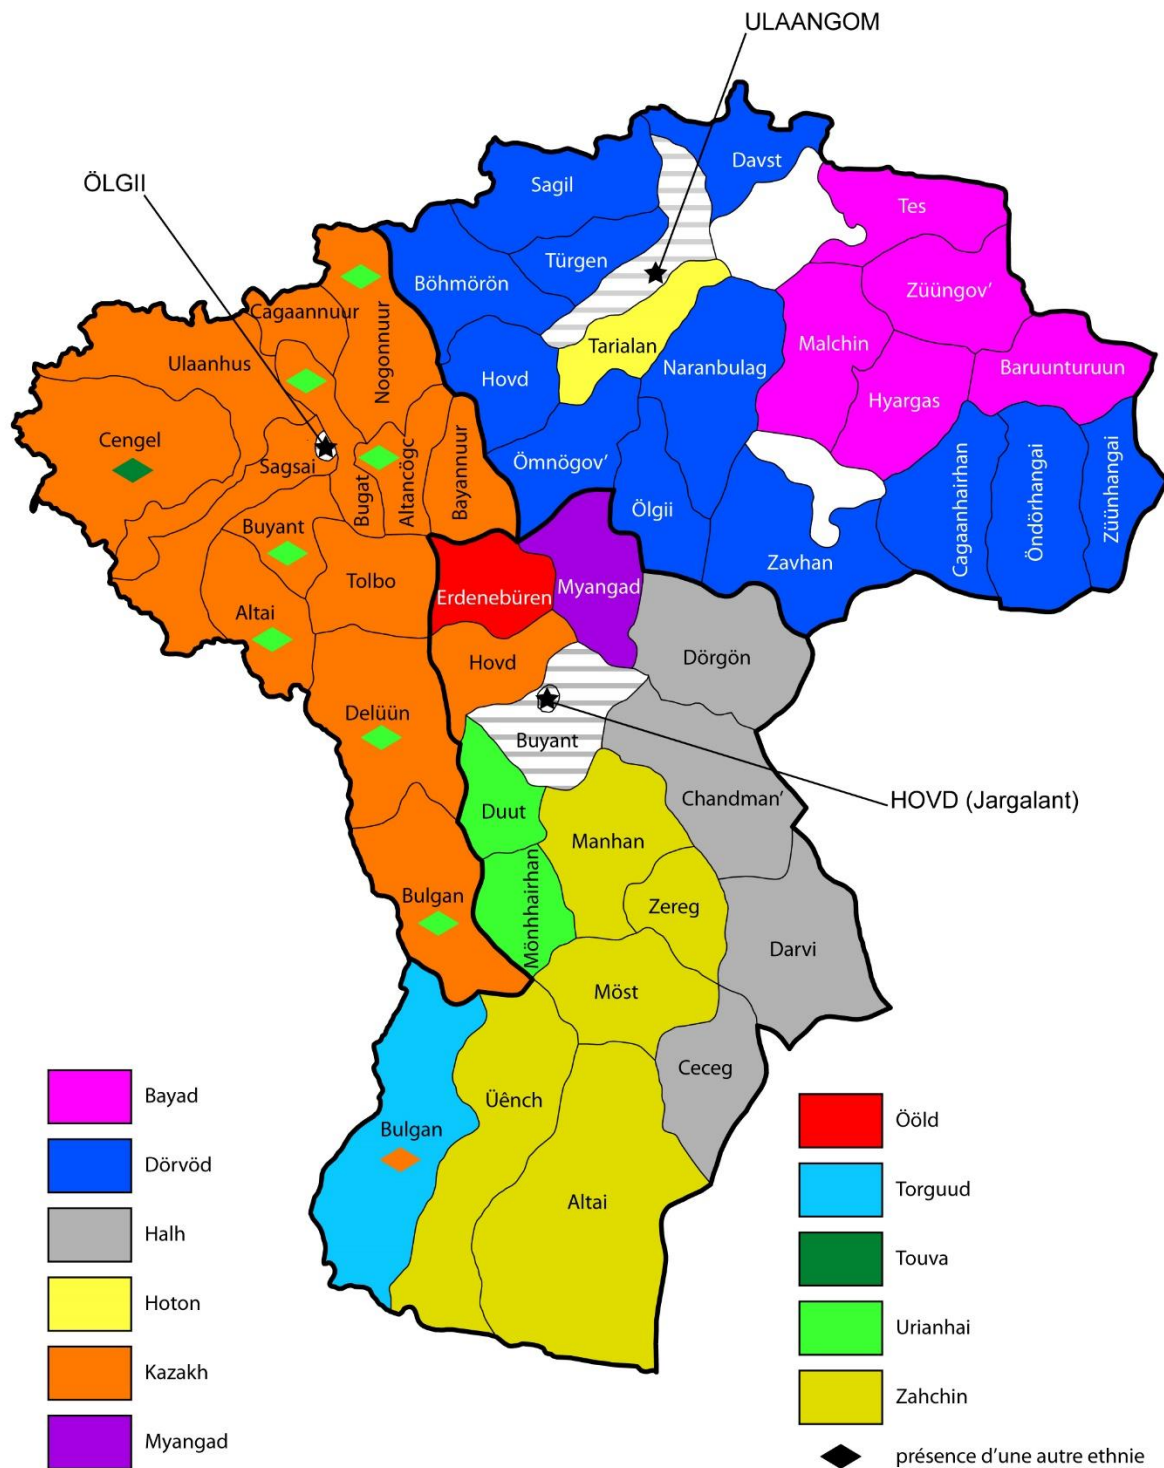 ULAANGOM
ÖLGII
Davst
Sagil
Tes
Türgen
Böhmörön
Züüngov'
Cagaannuur
Nogonnuur
Ulaanhus
Tarialan
Malchin
Naranbulag
Baruunturuun
Hovd
Hyargas
Cengel
Sagsai
Bugat
Altancögc
Bayannuur
Ömnögov'
Ölgii
Cagaanhairhan
Öndörhangai
Züünhangai
Buyant
Zavhan
Tolbo
Myangad
Erdenebüren
Altai
Hovd
Dörgön
Delüün
Buyant
Chandman'
HOVD (Jargalant)
Duut
Manhan
Mönhhairhan
Bulgan
Zereg
Darvi
Möst
Ceceg
Üênch
Bulgan
Altai
Bayad
Dörvöd
Halh
Hoton
Kazakh
Myangad
Ööld
Torguud
Touva
Urianhai
Zahchin
présence d'une autre ethnie